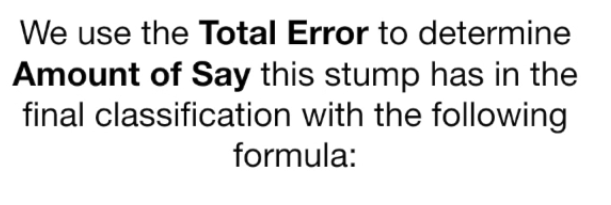 We use the Total Error to determine
Amount of Say this stump has in the
final classification with the following
formula: